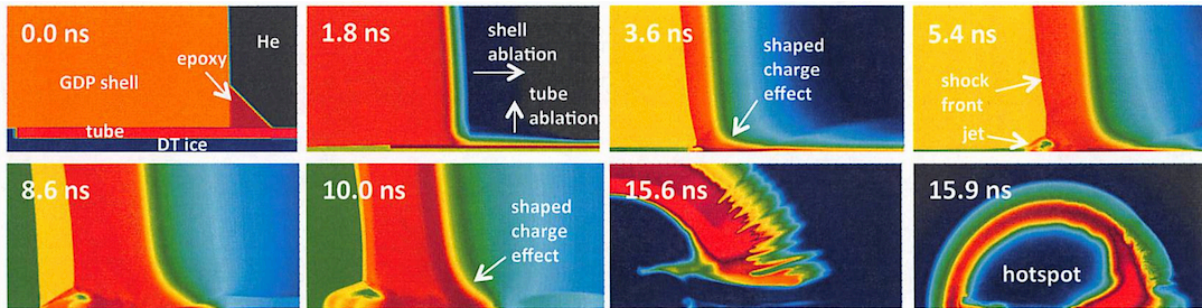 0.0 ns
He
epoxy
GDP shell
tube
DT ice
1.8 ns
shell
ablation
tube
ablation
3.6 ns
shaped
charge
effect
5.4 ns
shock
front
jet
8.6 ns
10.0 ns
shaped
charge
effect
15.6 ns
15.9 ns
hotspot